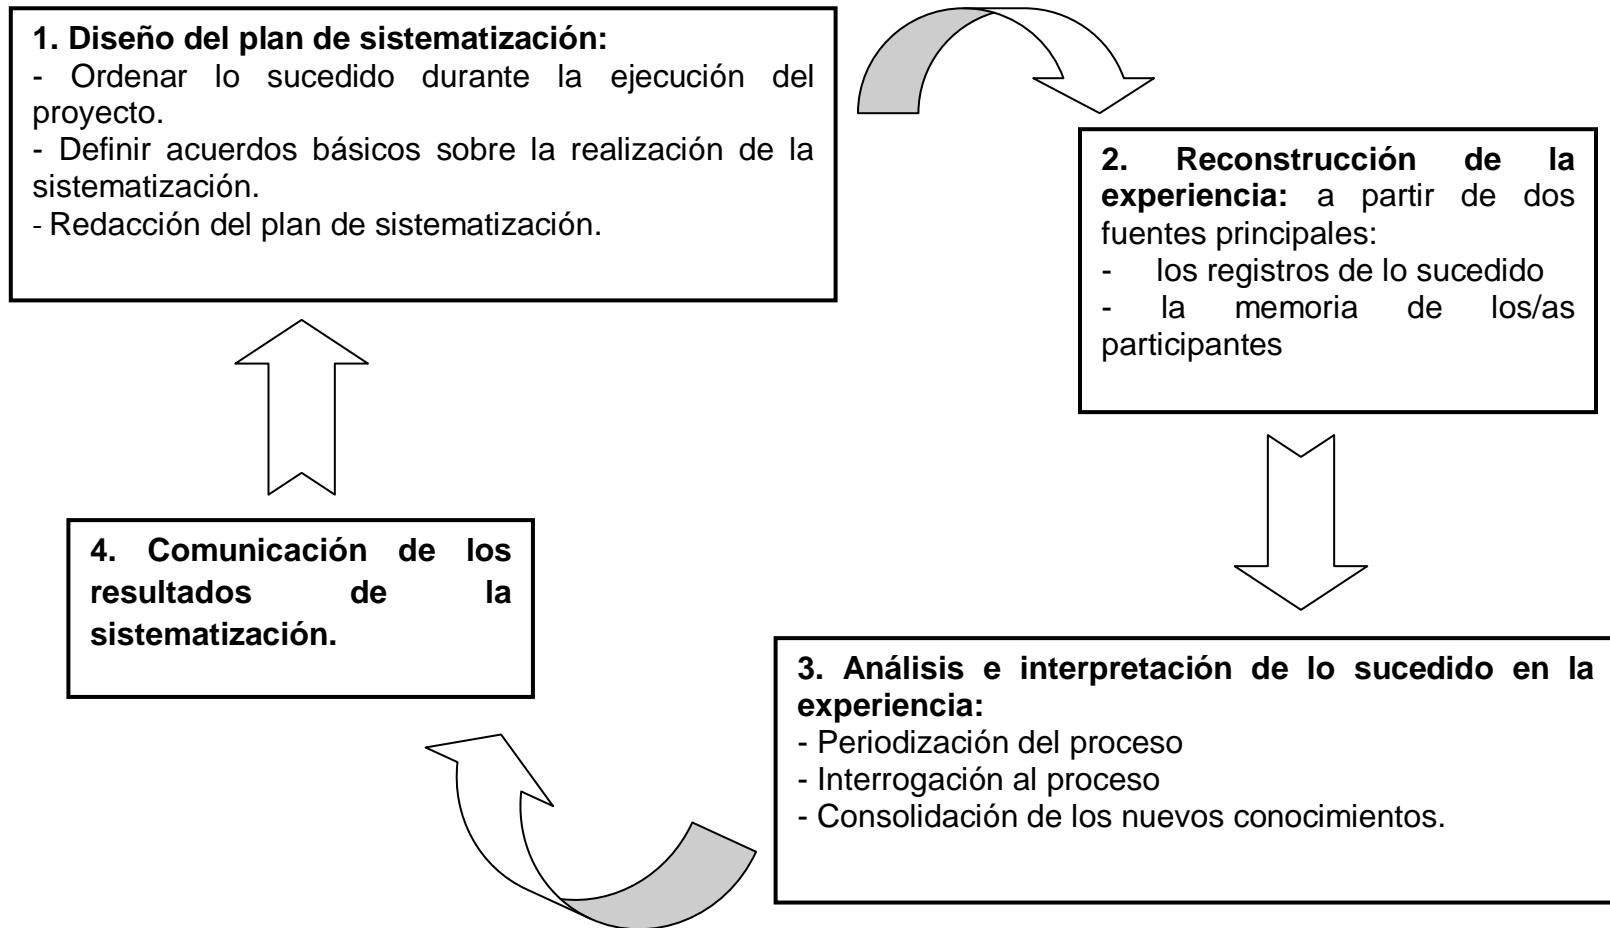 1. Diseño del plan de sistematización:
- Ordenar lo sucedido durante la ejecución del
proyecto.
- Definir acuerdos básicos sobre la realización de la
sistematización.
- Redacción del plan de sistematización.
2. Reconstrucción de la
experiencia: a partir de dos
fuentes principales:
- los registros de lo sucedido
- la memoria de los/as
participantes
3. Análisis e interpretación de lo sucedido en la
experiencia:
- Periodización del proceso
- Interrogación al proceso
- Consolidación de los nuevos conocimientos.
4. Comunicación de los
resultados de la
sistematización.